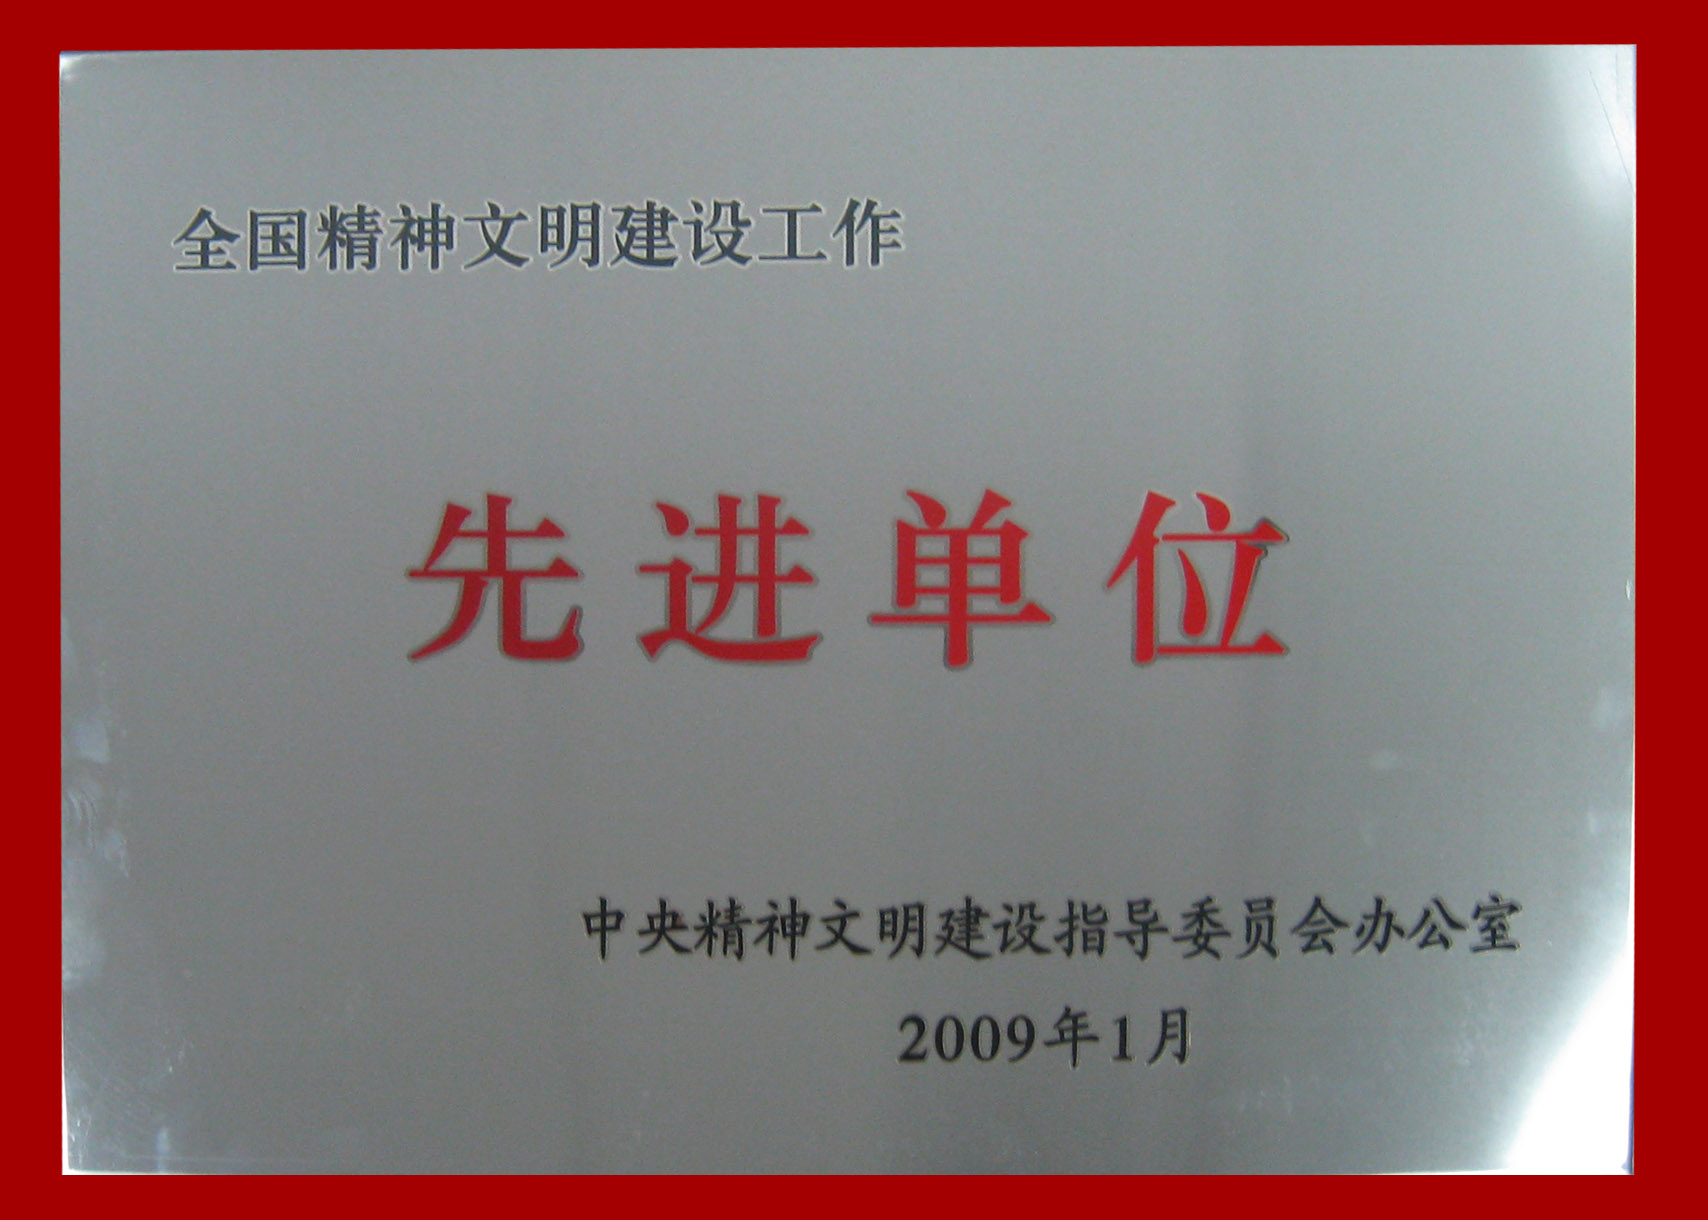 全国精神文明建设工作
先进单位
中央精神文明建设指导委员会办公室
2009年1月